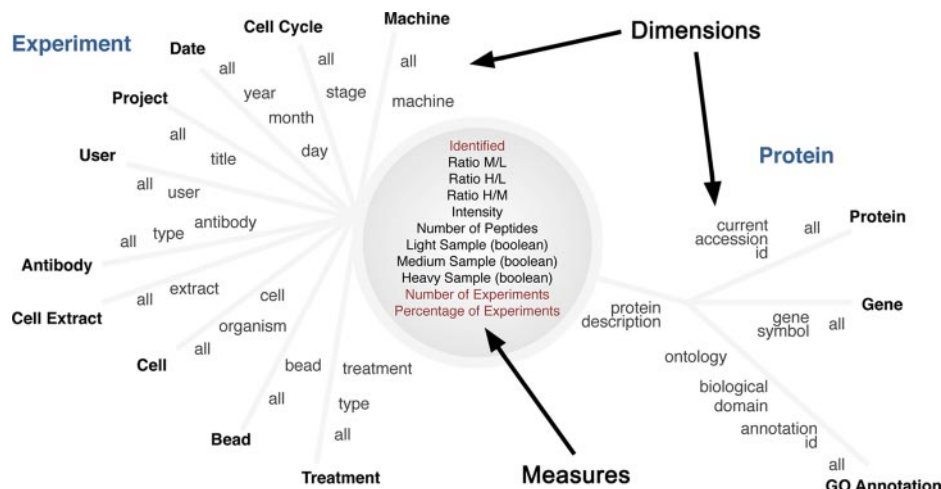 Experiment
Machine
Cell Cycle
Date
Dimensions
all
all
all
year
stage
machine
Project
month
all
title
day
User
all
user
antibody
type
all
Antibody
extract
all
Cell Extract
cell
organism
all
Cell
bead
treatment
all
type
Bead
all
Treatment
Identified
Ratio M/L
Ratio H/L
Ratio H/M
Intensity
Number of Peptides
Light Sample (boolean)
Medium Sample (boolean)
Heavy Sample (boolean)
Number of Experiments
Percentage of Experiments
Measures
Protein
Protein
current
accession
id
all
Gene
gene
symbol
all
protein
description
ontology
biological
domain
annotation
id
all
GO Annotation